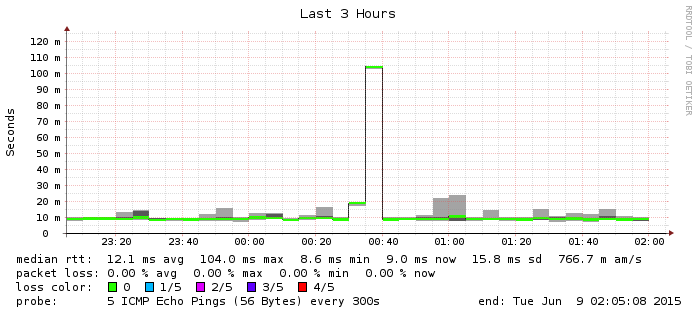 Last 3 Hours
RRDTOOL / TOBI OETIKER
Seconds
120 m
110 m
100 m
90 m
80 m
70 m
60 m
50 m
40 m
30 m
20 m
10 m
0
23:20 23:40 00:00 00:20 00:40 01:00 01:20 01:40 02:00
median rtt: 12.1 ms avg 104.0 ms max 8.6 ms min 9.0 ms now 15.8 ms sd 766.7 m am/s
packet loss: 0.00 % avg 0.00 % max 0.00 % min 0.00 % now
loss color: 0 1/5 2/5 3/5 4/5
probe: 5 ICMP Echo Pings (56 Bytes) every 300s end: Tue Jun 9 02:05:08 2015